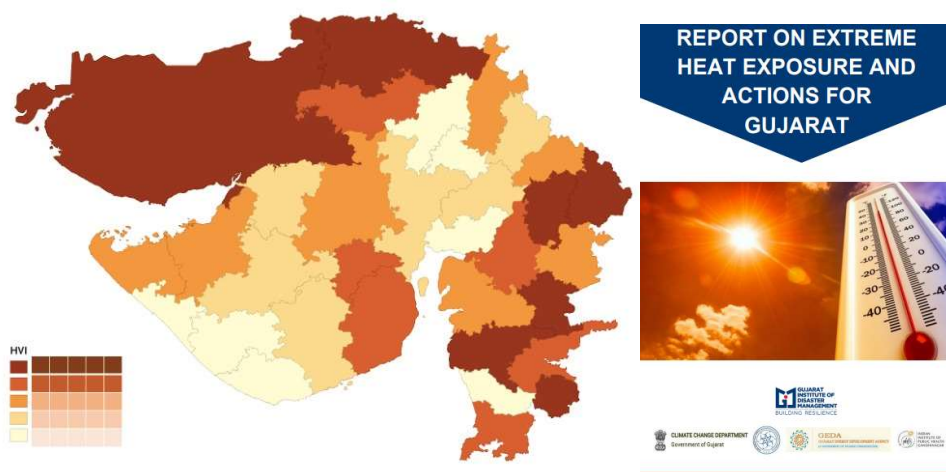 HVI
REPORT ON EXTREME
HEAT EXPOSURE AND
ACTIONS FOR
GUJARAT
GUJARAT
INSTITUTE OF
DISASTER
MANAGEMENT
BUILDING RESILIENCE
CLIMATE CHANGE DEPARTMENT
Government of Gujarat
GEDA